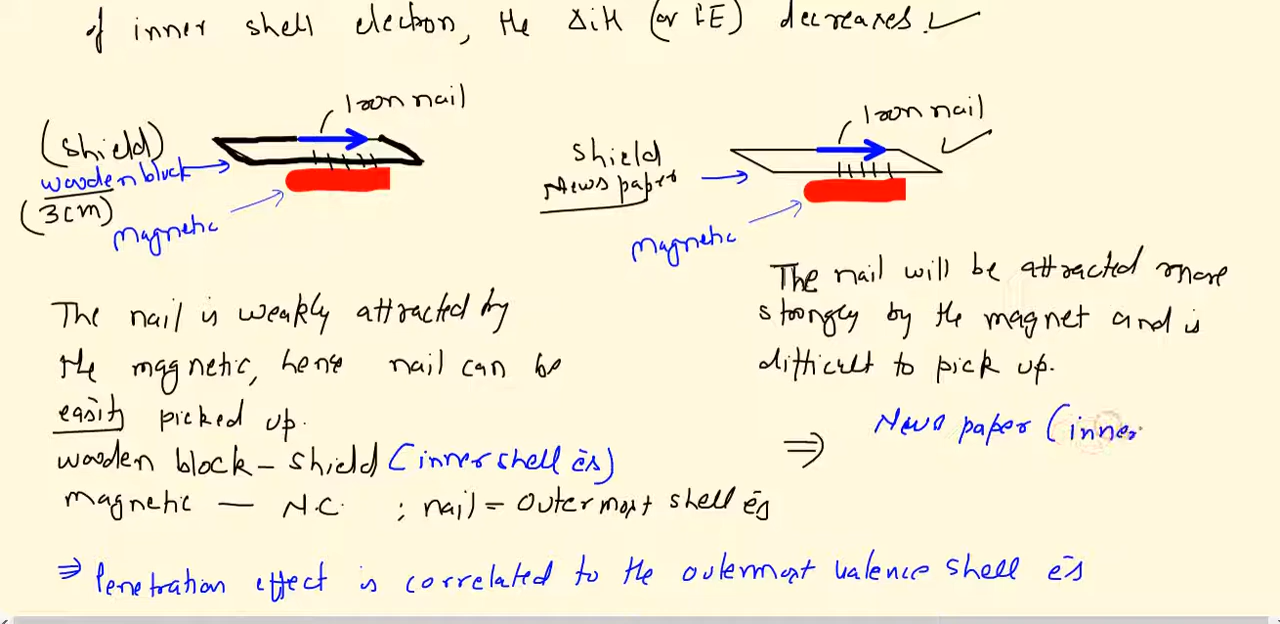 of inner shell electron, the ΔiH (or IE) decreases.
Iron nail
(Shield)
wooden block
(3cm)
Magnetic
Iron nail
Shield
News paper
Magnetic
The nail is weakly attracted by
the magnetic, hense nail can be
easily picked up.
wooden block - shield (inner shell ēs)
magnetic — N.C. ; nail = outermost shell ēs
The nail will be attracted more
strongly by the magnet and is
difficult to pick up.
⇒ News paper (inner
⇒ Penetration effect is correlated to the outermost valence shell ēs